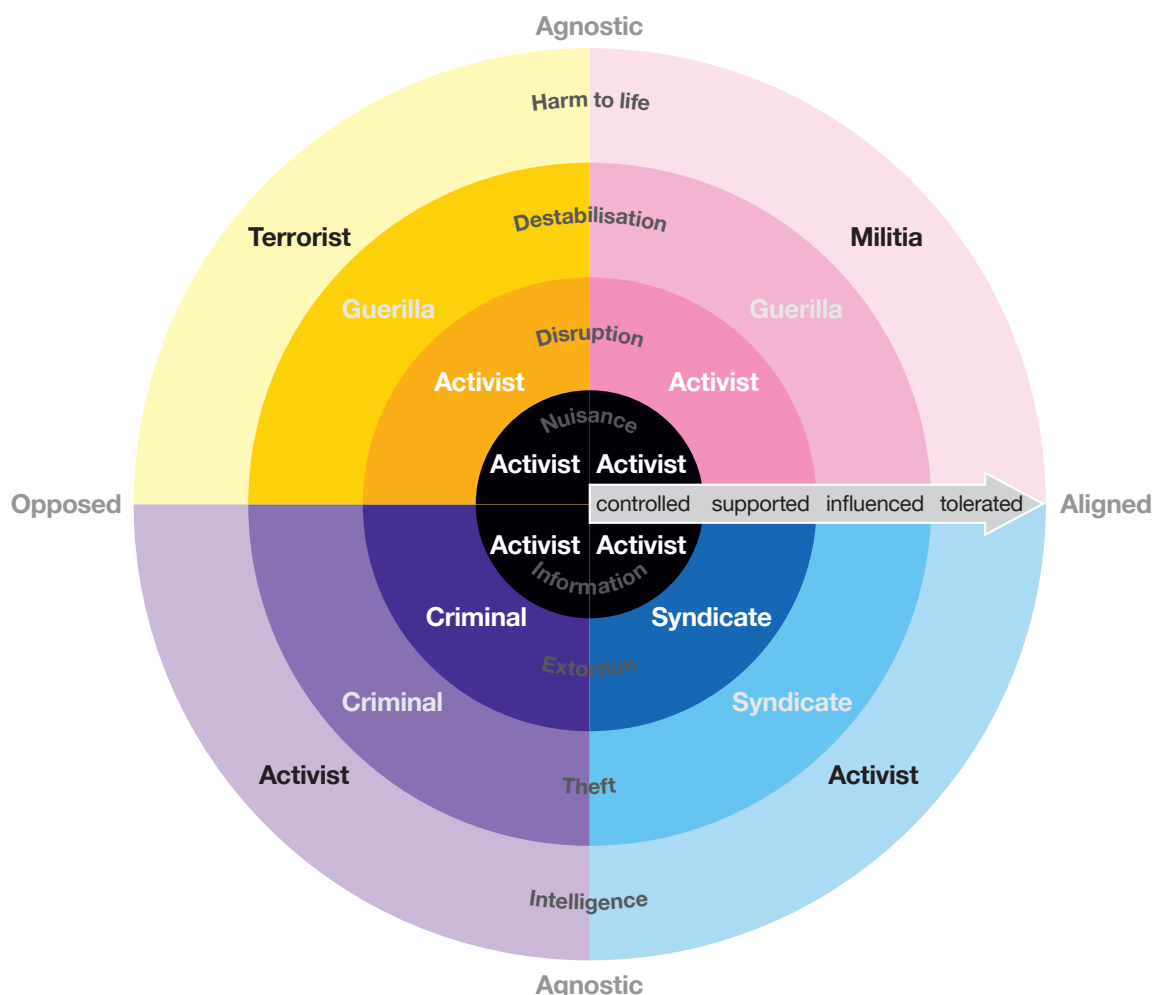 Agnostic
Harm to life
Destabilisation
Terrorist
Militia
Guerilla
Guerilla
Disruption
Activist
Activist
Nuisance
Activist
Activist
Opposed
controlled supported influenced tolerated
Aligned
Activist
Activist
Information
Criminal
Syndicate
Extortion
Criminal
Syndicate
Activist
Theft
Activist
Intelligence
Agnostic